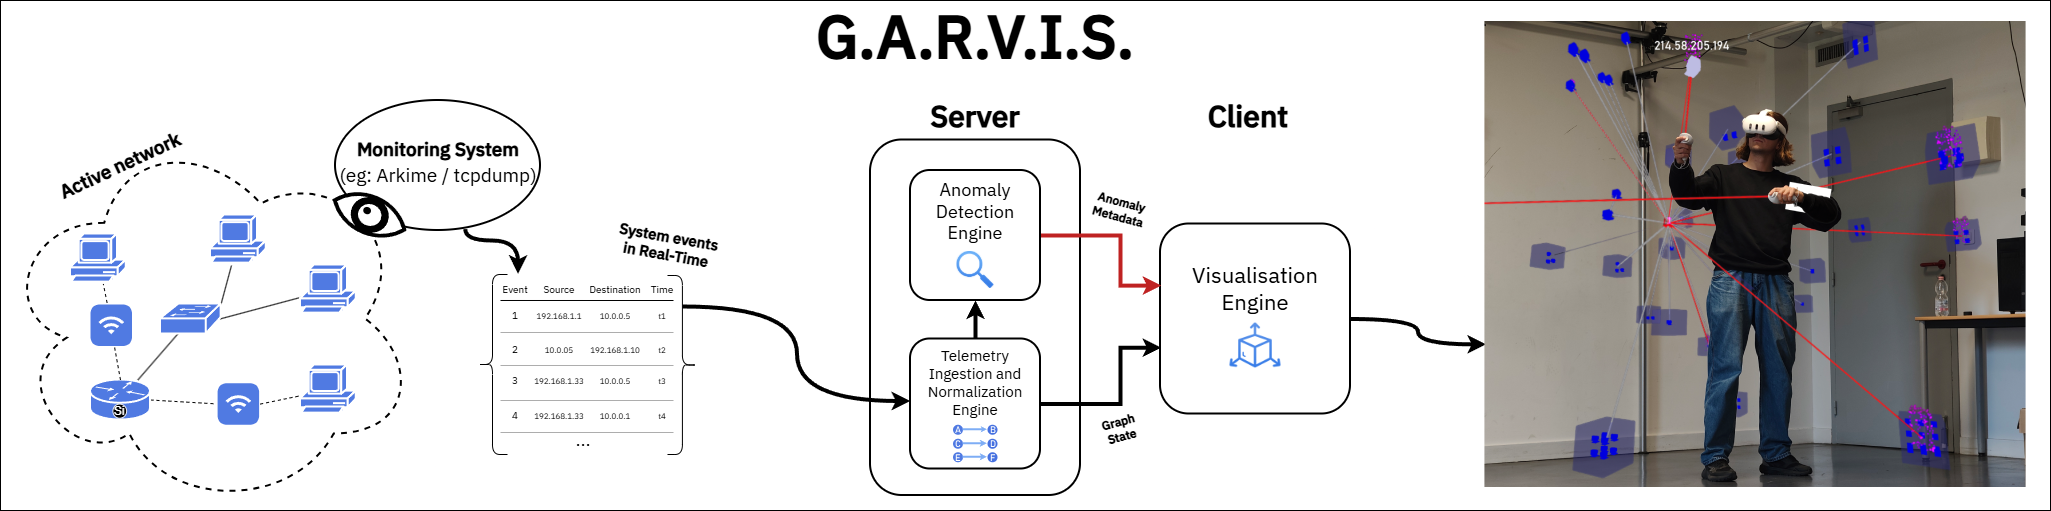 G.A.R.V.I.S.
Active network
Monitoring System
(eg: Arkime / tcpdump)
System events
in Real-Time
Event Source Destination Time
1 192.168.1.1 10.0.0.5 t1
2 10.0.05 192.168.1.10 t2
3 192.168.1.33 10.0.0.5 t3
4 192.168.1.33 10.0.0.1 t4
...
Si
Server
Anomaly
Detection
Engine
Telemetry
Ingestion and
Normalization
Engine
A B
C D
E F
Anomaly
Metadata
Graph
State
Client
Visualisation
Engine
214.58.205.194